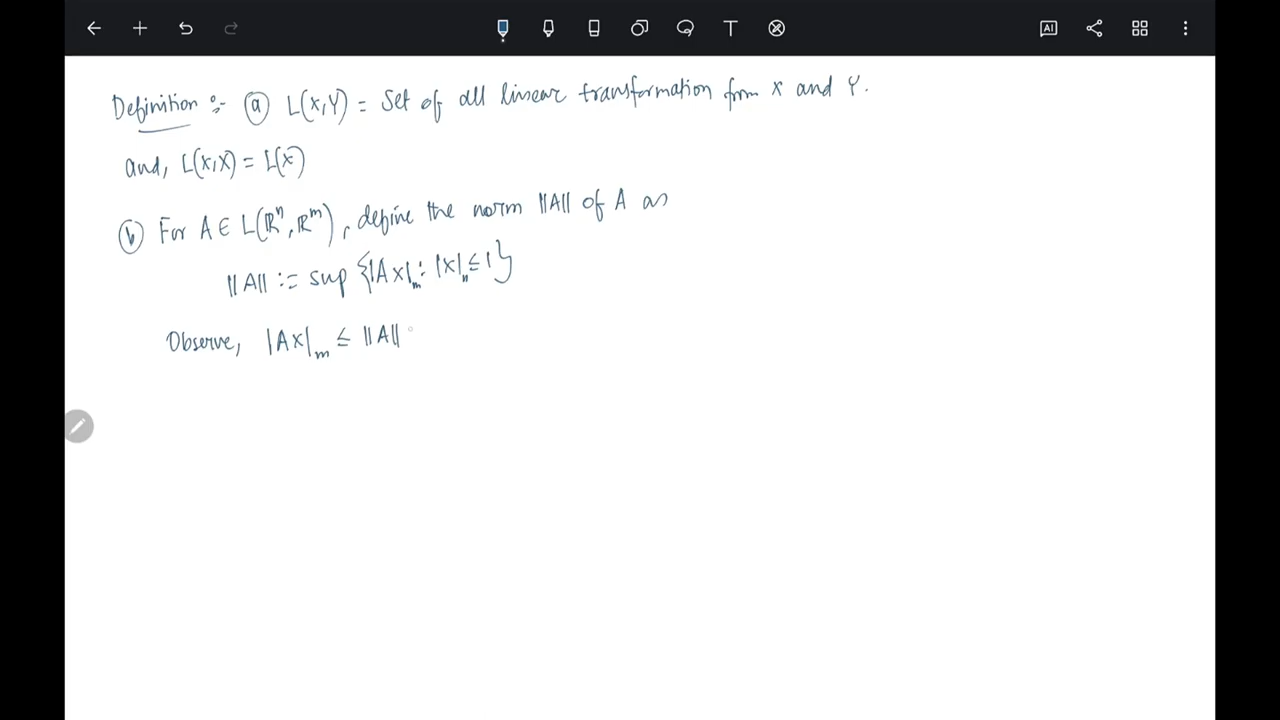 Definition :- (a) L(X,Y) = Set of all linear transformation from X and Y.
and, L(X,X) = L(X)
(b) For A ∈ L(ℝⁿ, ℝᵐ), define the norm ||A|| of A as
||A|| := sup {|Ax|ₘ : |x|ₙ ≤ 1}
Observe, |Ax|ₘ ≤ ||A||